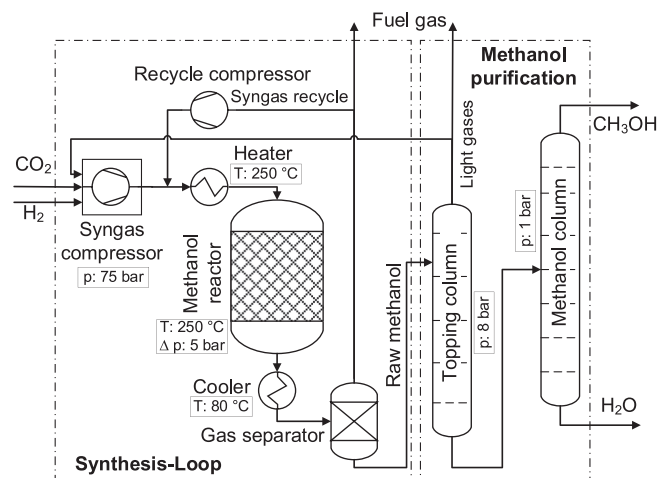 Fuel gas
Methanol
purification
Recycle compressor
Syngas recycle
Light gases
CH₃OH
CO₂
H₂
Heater
T: 250 °C
Syngas
compressor
p: 75 bar
Methanol
reactor
T: 250 °C
Δ p: 5 bar
Cooler
T: 80 °C
Gas separator
Raw methanol
Topping column
p: 8 bar
p: 1 bar
Methanol column
H₂O
Synthesis-Loop